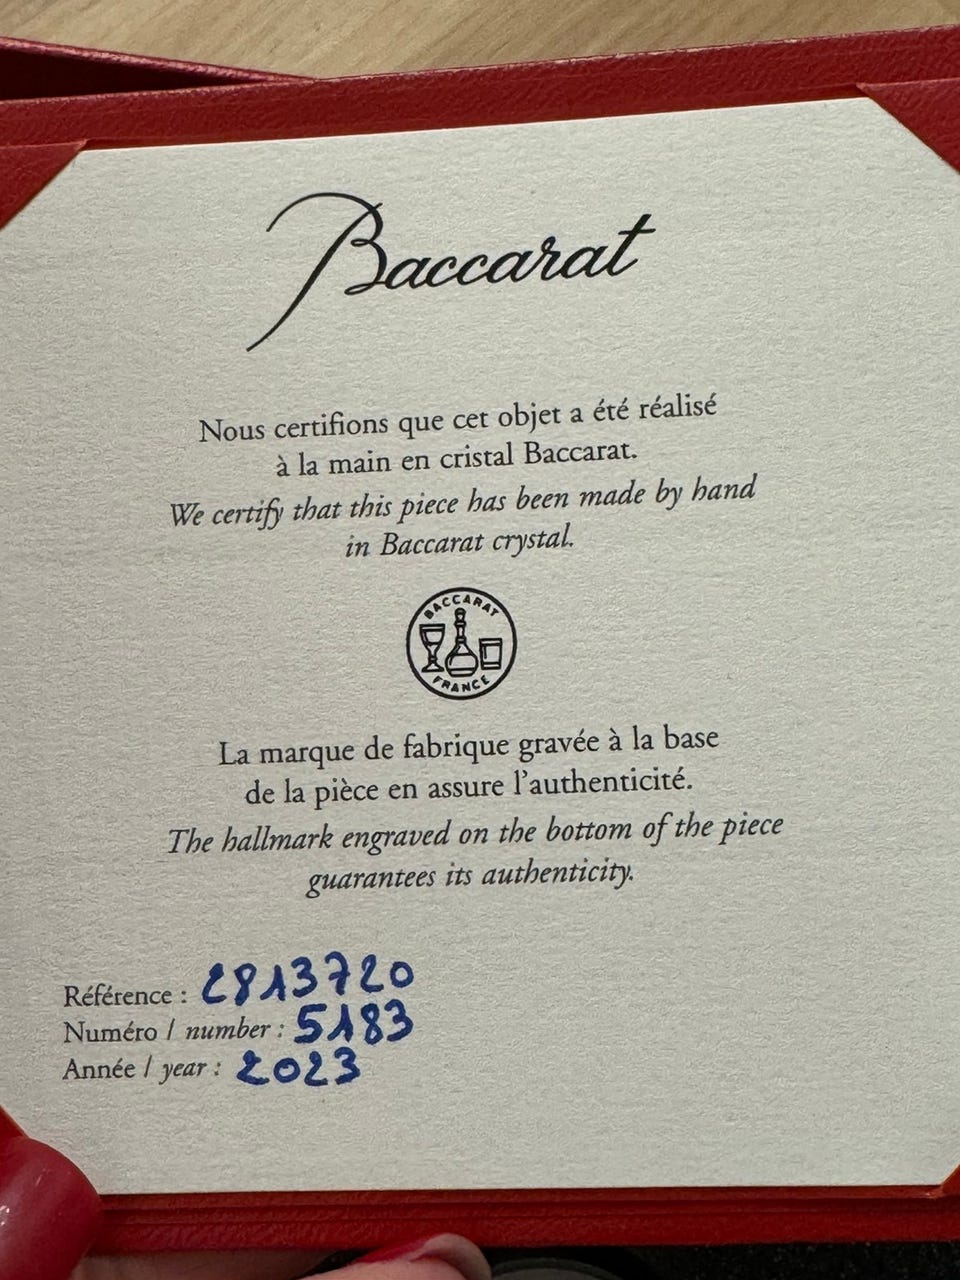 Baccarat
Nous certifions que cet objet a été réalisé
à la main en cristal Baccarat.
We certify that this piece has been made by hand
in Baccarat crystal.
BACCARAT
FRANCE
La marque de fabrique gravée à la base
de la pièce en assure l’authenticité.
The hallmark engraved on the bottom of the piece
guarantees its authenticity.
Référence : 2813720
Numéro / number : 5183
Année / year : 2023